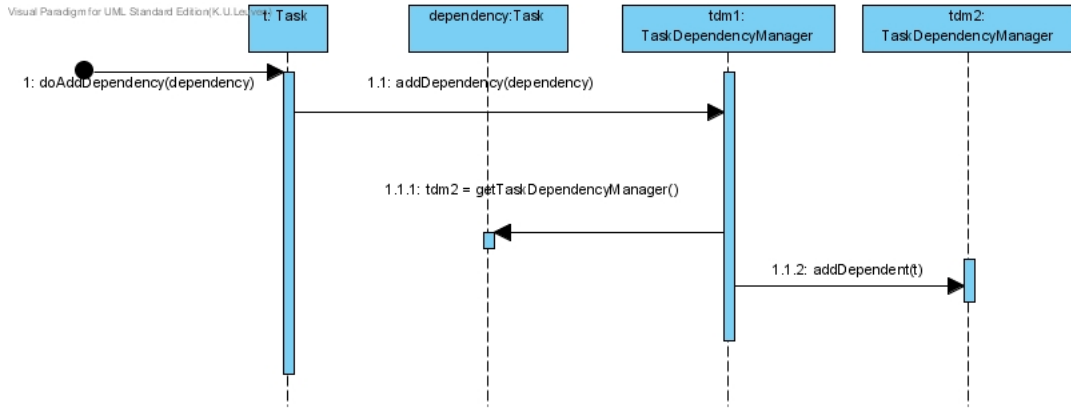 Visual Paradigm for UML Standard Edition(K.U.Leuven)
t: Task
dependency:Task
tdm1:
TaskDependencyManager
tdm2:
TaskDependencyManager
1: doAddDependency(dependency)
1.1: addDependency(dependency)
1.1.1: tdm2 = getTaskDependencyManager()
1.1.2: addDependent(t)